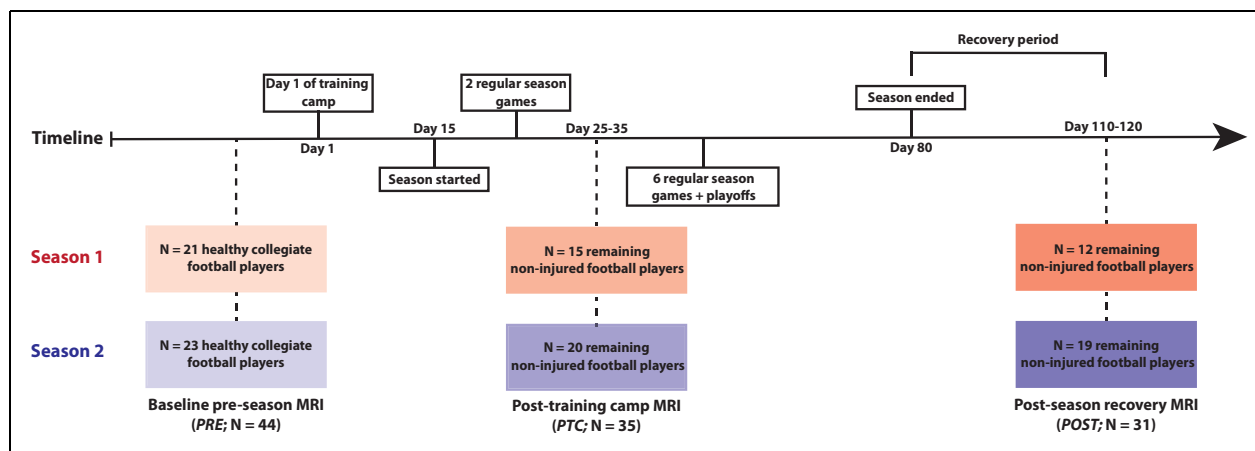 Recovery period
Day 1 of training
camp
2 regular season
games
Season ended
Timeline
Day 15
Day 25-35
Day 110-120
Day 1
Day 80
Season started
6 regular season
games + playoffs
Season 1
N = 21 healthy collegiate
football players
N = 15 remaining
non-injured football players
N = 12 remaining
non-injured football players
Season 2
N = 23 healthy collegiate
football players
N = 20 remaining
non-injured football players
N = 19 remaining
non-injured football players
Baseline pre-season MRI
(PRE; N = 44)
Post-training camp MRI
(PTC; N = 35)
Post-season recovery MRI
(POST; N = 31)